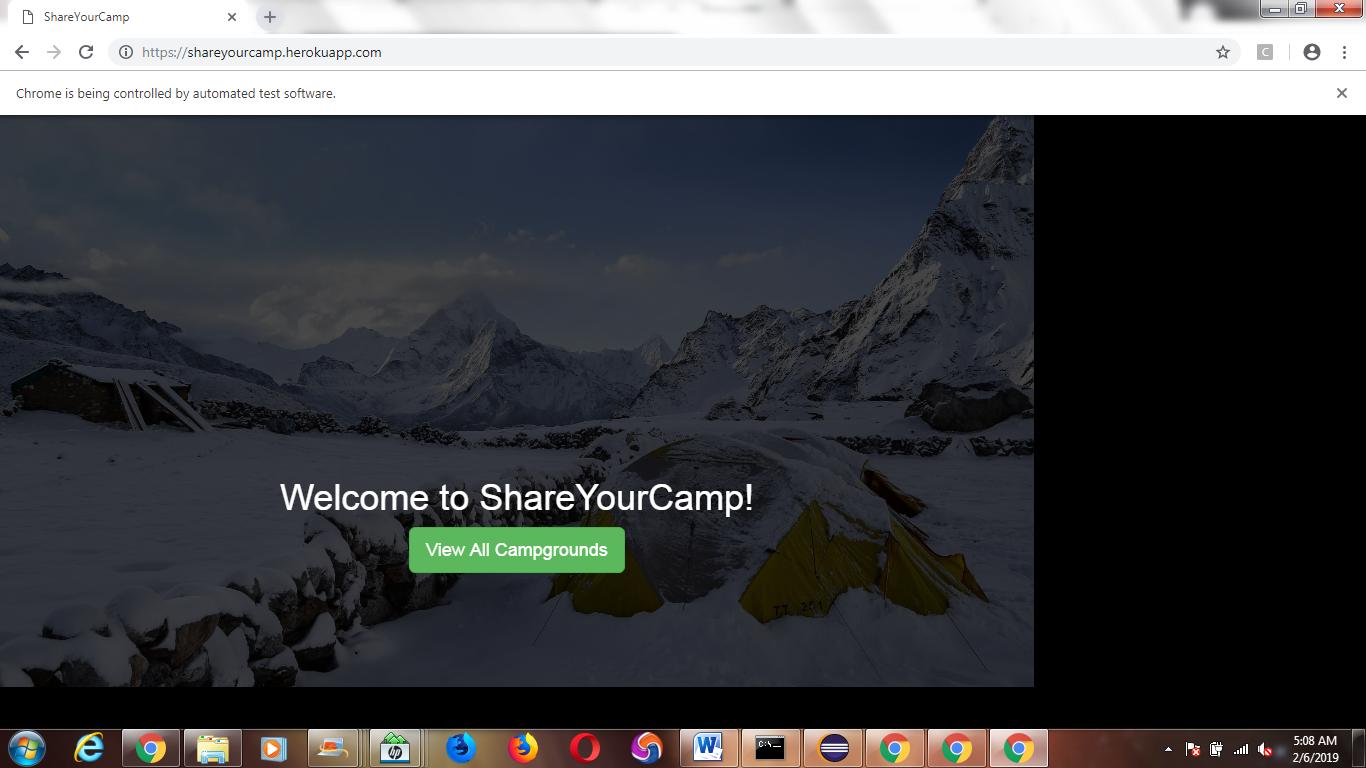 ShareYourCamp
https://shareyourcamp.herokuapp.com
C
Chrome is being controlled by automated test software.
Welcome to ShareYourCamp!
View All Campgrounds
5:08 AM
2/6/2019